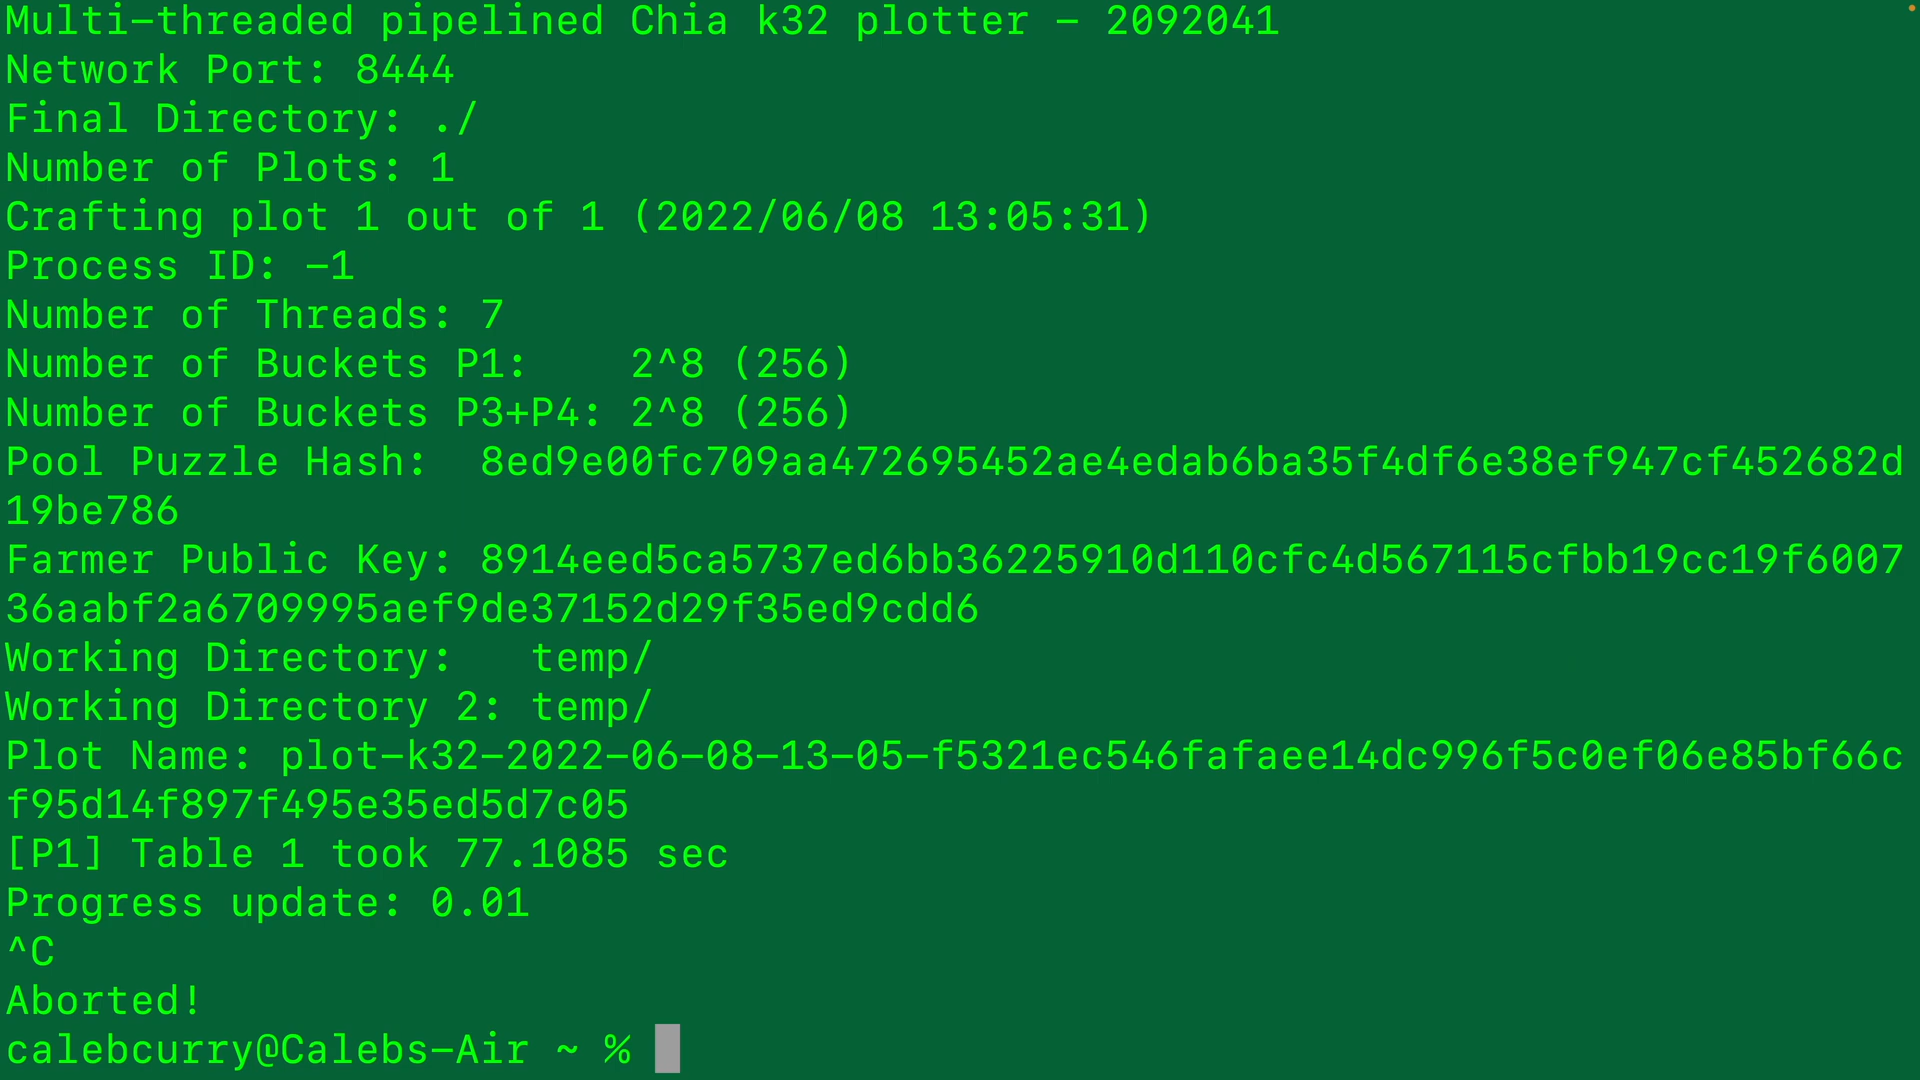 Multi-threaded pipelined Chia k32 plotter - 2092041
Network Port: 8444
Final Directory: ./
Number of Plots: 1
Crafting plot 1 out of 1 (2022/06/08 13:05:31)
Process ID: -1
Number of Threads: 7
Number of Buckets P1:    2^8 (256)
Number of Buckets P3+P4: 2^8 (256)
Pool Puzzle Hash:  8ed9e00fc709aa472695452ae4edab6ba35f4df6e38ef947cf452682d
19be786
Farmer Public Key: 8914eed5ca5737ed6bb36225910d110cfc4d567115cfbb19cc19f6007
36aabf2a6709995aef9de37152d29f35ed9cdd6
Working Directory:   temp/
Working Directory 2: temp/
Plot Name: plot-k32-2022-06-08-13-05-f5321ec546fafaee14dc996f5c0ef06e85bf66c
f95d14f897f495e35ed5d7c05
[P1] Table 1 took 77.1085 sec
Progress update: 0.01
^C
Aborted!
calebcurry@Calebs-Air ~ %